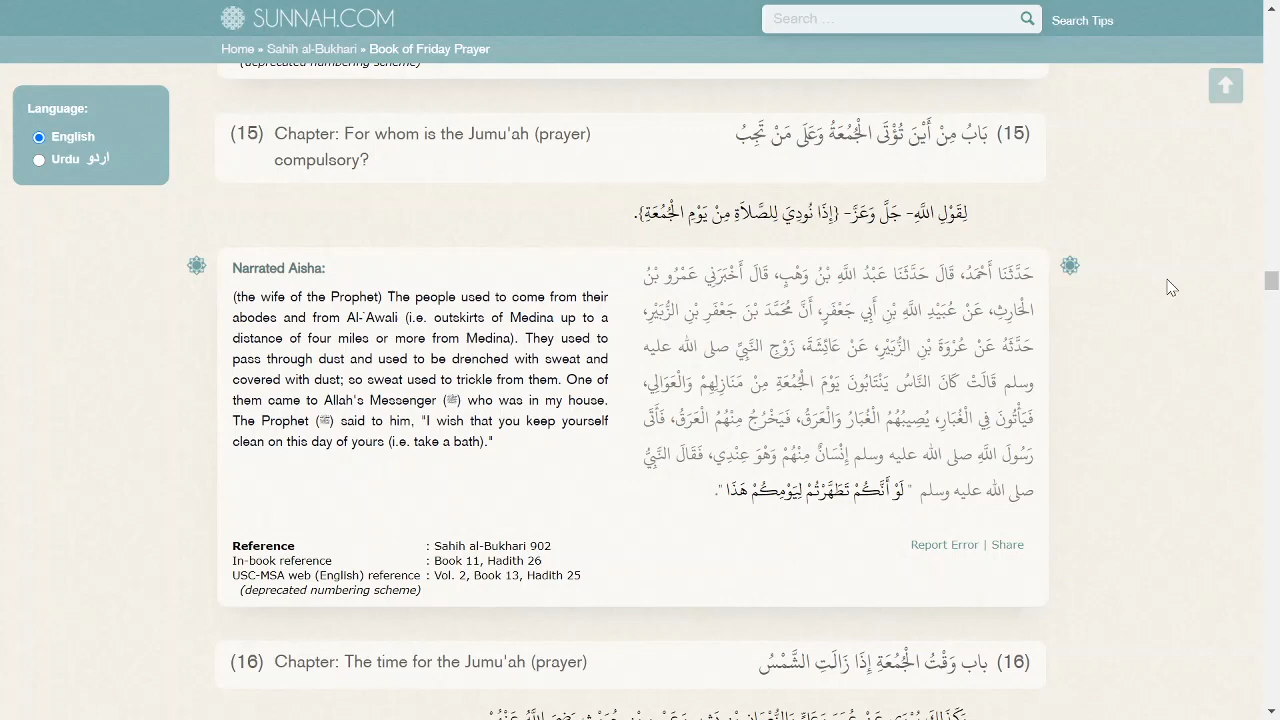 SUNNAH.COM
Search ...
Search Tips
Home » Sahih al-Bukhari » Book of Friday Prayer
(deprecated numbering scheme)
Language:
English
Urdu اردو
(15) Chapter: For whom is the Jumu'ah (prayer)
compulsory?
(15) بَابُ مِنْ أَيْنَ تُؤْتَى الْجُمُعَةُ وَعَلَى مَنْ تَجِبُ
لِقَوْلِ اللَّهِ- جَلَّ وَعَزَّ- {إِذَا نُودِيَ لِلصَّلاَةِ مِنْ يَوْمِ الْجُمُعَةِ}.
Narrated Aisha:
(the wife of the Prophet) The people used to come from their
abodes and from Al-`Awali (i.e. outskirts of Medina up to a
distance of four miles or more from Medina). They used to
pass through dust and used to be drenched with sweat and
covered with dust; so sweat used to trickle from them. One of
them came to Allah's Messenger (ﷺ) who was in my house.
The Prophet (ﷺ) said to him, "I wish that you keep yourself
clean on this day of yours (i.e. take a bath)."
حَدَّثَنَا أَحْمَدُ، قَالَ حَدَّثَنَا عَبْدُ اللَّهِ بْنُ وَهْبٍ، قَالَ أَخْبَرَنِي عَمْرُو بْنُ
الْحَارِثِ، عَنْ عُبَيْدِ اللَّهِ بْنِ أَبِي جَعْفَرٍ، أَنَّ مُحَمَّدَ بْنَ جَعْفَرِ بْنِ الزُّبَيْرِ،
حَدَّثَهُ عَنْ عُرْوَةَ بْنِ الزُّبَيْرِ، عَنْ عَائِشَةَ، زَوْجِ النَّبِيِّ صلى الله عليه
وسلم قَالَتْ كَانَ النَّاسُ يَنْتَابُونَ يَوْمَ الْجُمُعَةِ مِنْ مَنَازِلِهِمْ وَالْعَوَالِي،
فَيَأْتُونَ فِي الْغُبَارِ، يُصِيبُهُمُ الْغُبَارُ وَالْعَرَقُ، فَيَخْرُجُ مِنْهُمُ الْعَرَقُ، فَأَتَى
رَسُولَ اللَّهِ صلى الله عليه وسلم إِنْسَانٌ مِنْهُمْ وَهْوَ عِنْدِي، فَقَالَ النَّبِيُّ
صلى الله عليه وسلم " لَوْ أَنَّكُمْ تَطَهَّرْتُمْ لِيَوْمِكُمْ هَذَا ".
Reference : Sahih al-Bukhari 902
In-book reference : Book 11, Hadith 26
USC-MSA web (English) reference : Vol. 2, Book 13, Hadith 25
(deprecated numbering scheme)
Report Error | Share
(16) Chapter: The time for the Jumu'ah (prayer)
(16) باب وَقْتُ الْجُمُعَةِ إِذَا زَالَتِ الشَّمْسُ